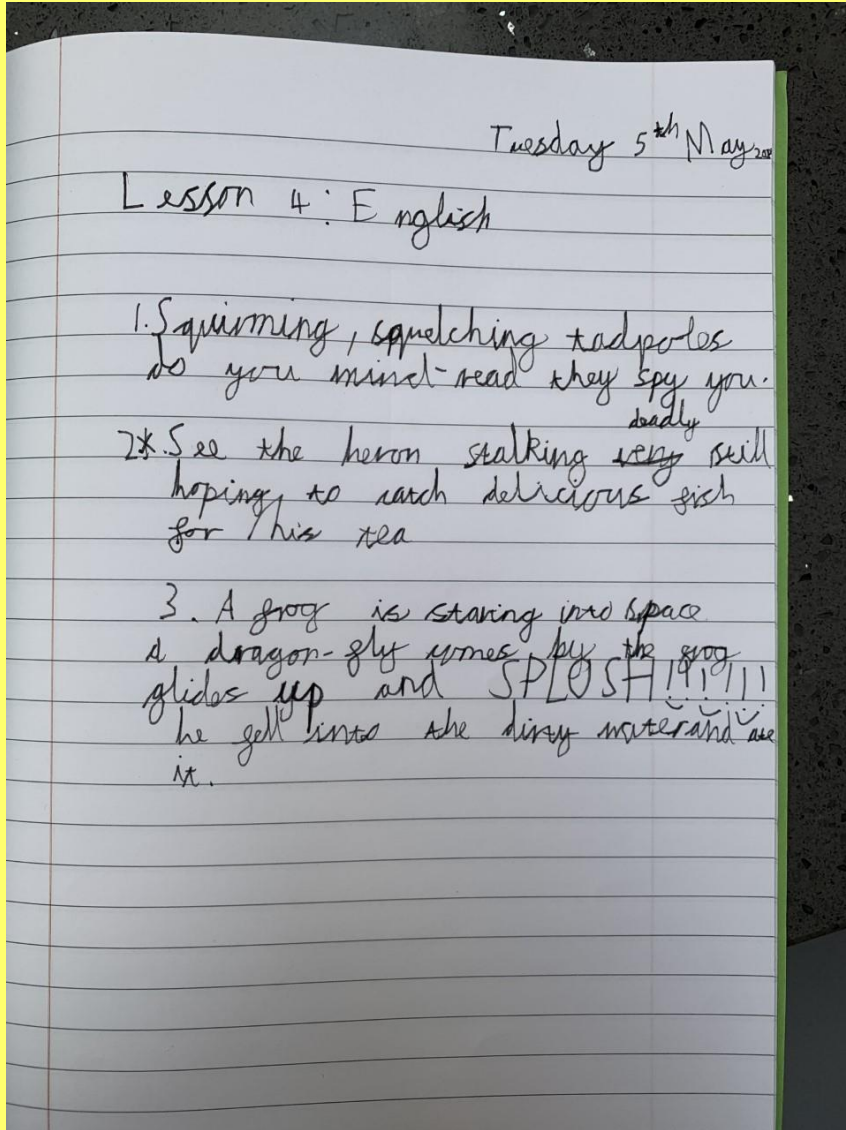 Tuesday 5th May
Lesson 4: English
1. Squirming, squelching tadpoles
do you mind-read they spy you.
deadly
2*. See the heron stalking very still
hoping to catch delicious fish
for his tea
3. A frog is staring into space
a dragon-fly comes by the frog
glides up and SPLOSH!!!!!!
he fell into the dirty water and ate
it.